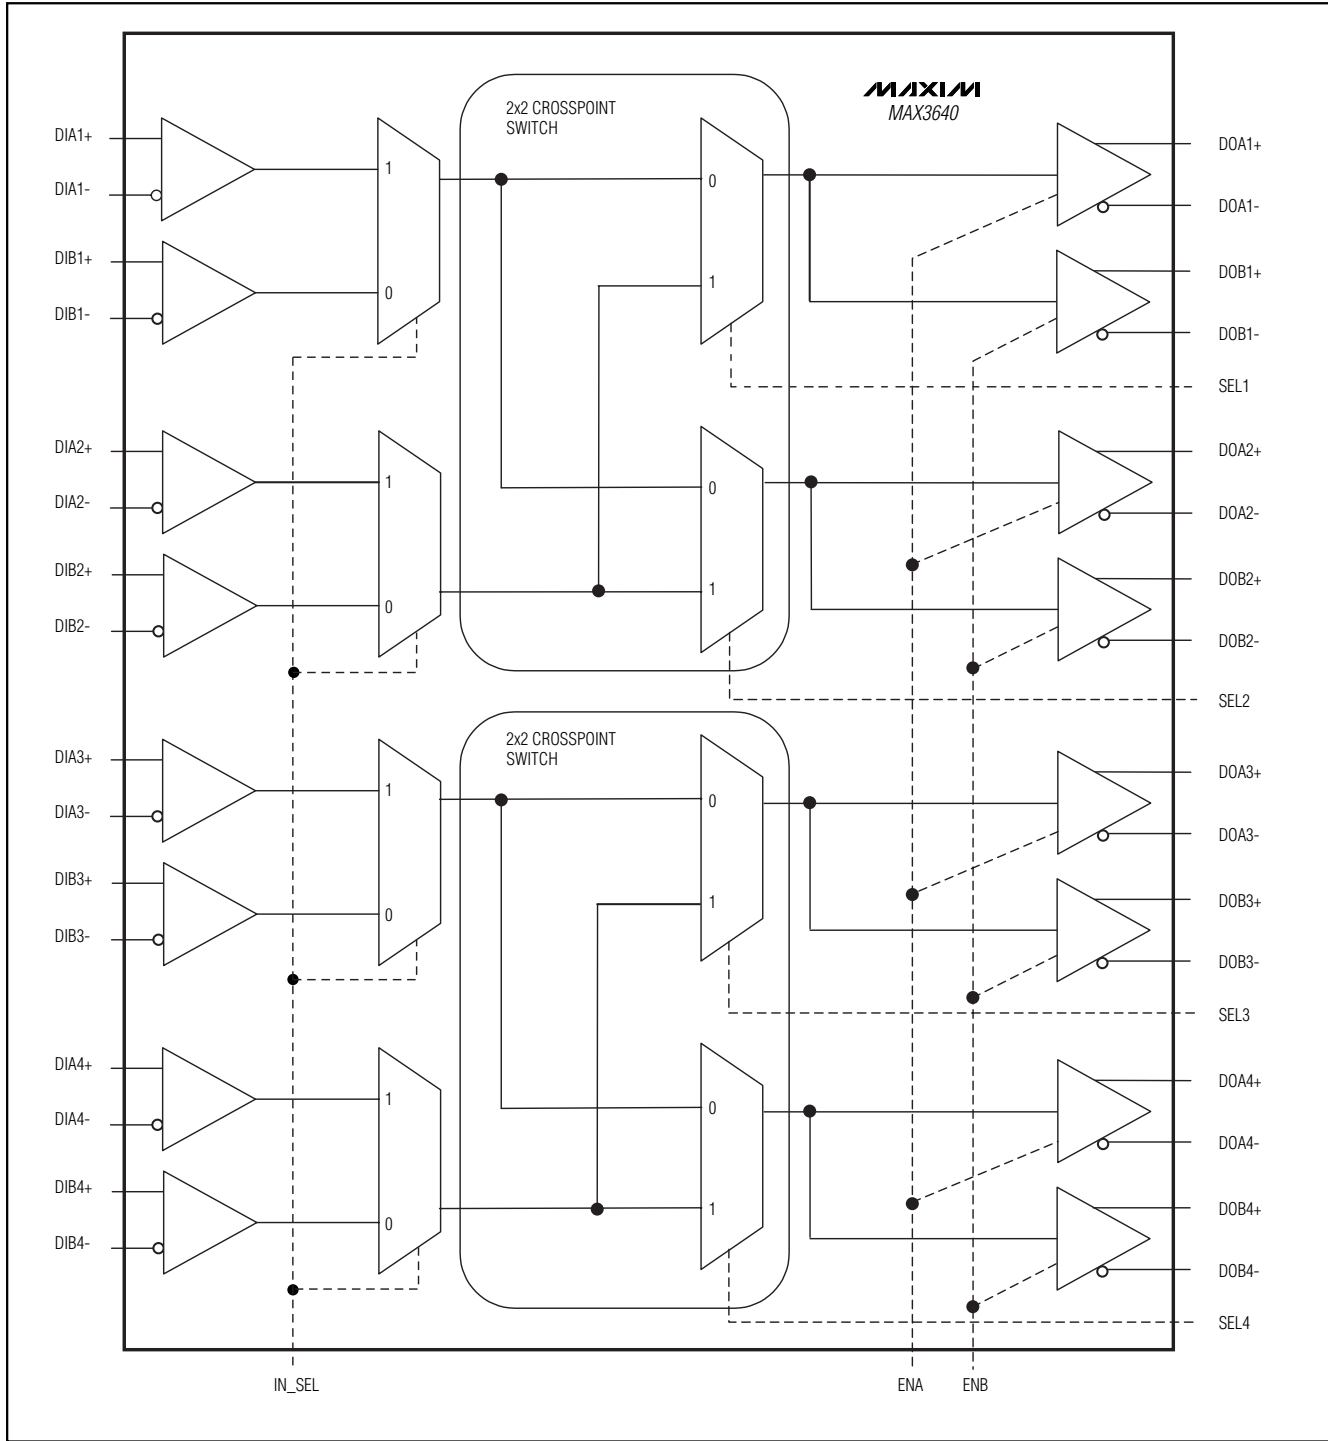 MAXIM
MAX3640
2x2 CROSSPOINT
SWITCH
DIA1+
DIA1-
DIB1+
DIB1-
1
0
0
1
DOA1+
DOA1-
DOB1+
DOB1-
SEL1
DIA2+
DIA2-
DIB2+
DIB2-
1
0
0
1
DOA2+
DOA2-
DOB2+
DOB2-
SEL2
2x2 CROSSPOINT
SWITCH
DIA3+
DIA3-
DIB3+
DIB3-
1
0
0
1
DOA3+
DOA3-
DOB3+
DOB3-
SEL3
DIA4+
DIA4-
DIB4+
DIB4-
1
0
0
1
DOA4+
DOA4-
DOB4+
DOB4-
SEL4
IN_SEL
ENA
ENB